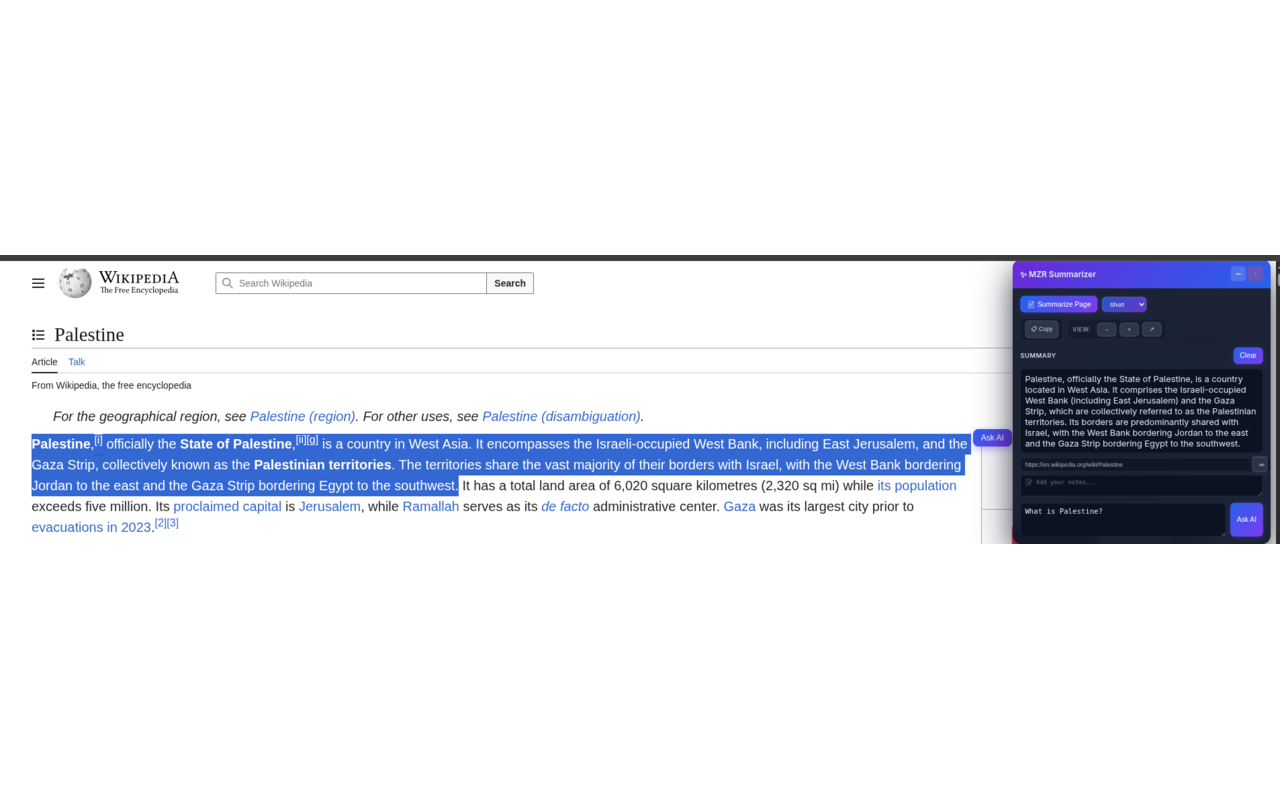 WIKIPEDIA
The Free Encyclopedia
Search Wikipedia
Search
Palestine
Article Talk
From Wikipedia, the free encyclopedia
For the geographical region, see Palestine (region). For other uses, see Palestine (disambiguation).
Palestine,[i] officially the State of Palestine,[ii][g] is a country in West Asia. It encompasses the Israeli-occupied West Bank, including East Jerusalem, and the
Gaza Strip, collectively known as the Palestinian territories. The territories share the vast majority of their borders with Israel, with the West Bank bordering
Jordan to the east and the Gaza Strip bordering Egypt to the southwest. It has a total land area of 6,020 square kilometres (2,320 sq mi) while its population
exceeds five million. Its proclaimed capital is Jerusalem, while Ramallah serves as its de facto administrative center. Gaza was its largest city prior to
evacuations in 2023.[2][3]
Ask AI
MZR Summarizer
Summarize Page
Short
Copy
VIEW:
SUMMARY
Clear
Palestine, officially the State of Palestine, is a country
located in West Asia. It comprises the Israeli-occupied
West Bank (including East Jerusalem) and the Gaza
Strip, which are collectively referred to as the Palestinian
territories. Its borders are predominantly shared with
Israel, with the West Bank bordering Jordan to the east
and the Gaza Strip bordering Egypt to the southwest.
https://en.wikipedia.org/wiki/Palestine
Add your notes...
What is Palestine?
Ask AI